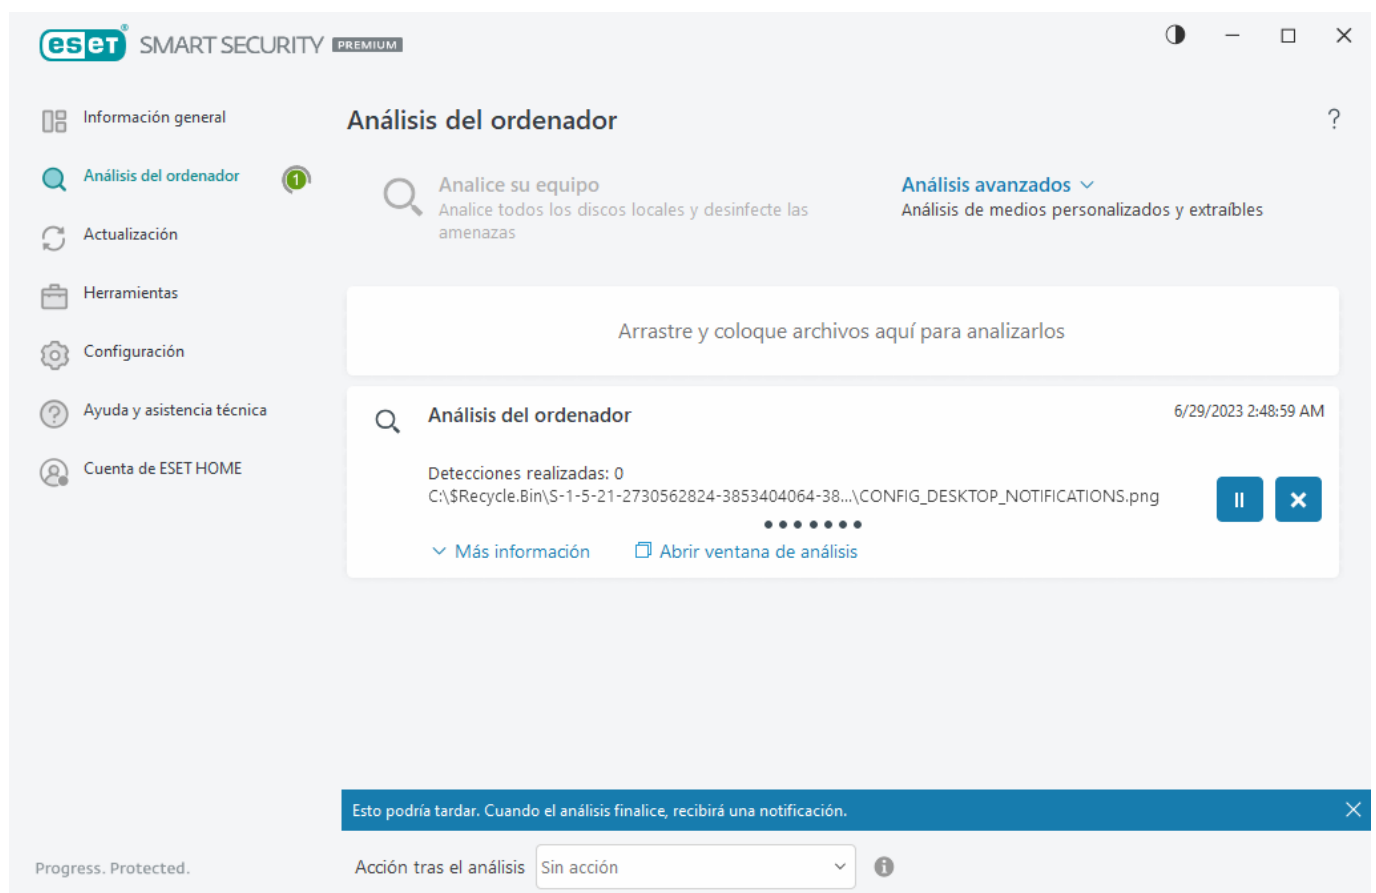 eset® SMART SECURITY PREMIUM
Información general
Análisis del ordenador
1
Actualización
Herramientas
Configuración
Ayuda y asistencia técnica
Cuenta de ESET HOME
Progress. Protected.
Análisis del ordenador
?
Analice su equipo
Analice todos los discos locales y desinfecte las
amenazas
Análisis avanzados
Análisis de medios personalizados y extraíbles
Arrastre y coloque archivos aquí para analizarlos
Análisis del ordenador
6/29/2023 2:48:59 AM
Detecciones realizadas: 0
C:\$Recycle.Bin\S-1-5-21-2730562824-3853404064-38...\CONFIG_DESKTOP_NOTIFICATIONS.png
Más información
Abrir ventana de análisis
Esto podría tardar. Cuando el análisis finalice, recibirá una notificación.
Acción tras el análisis
Sin acción